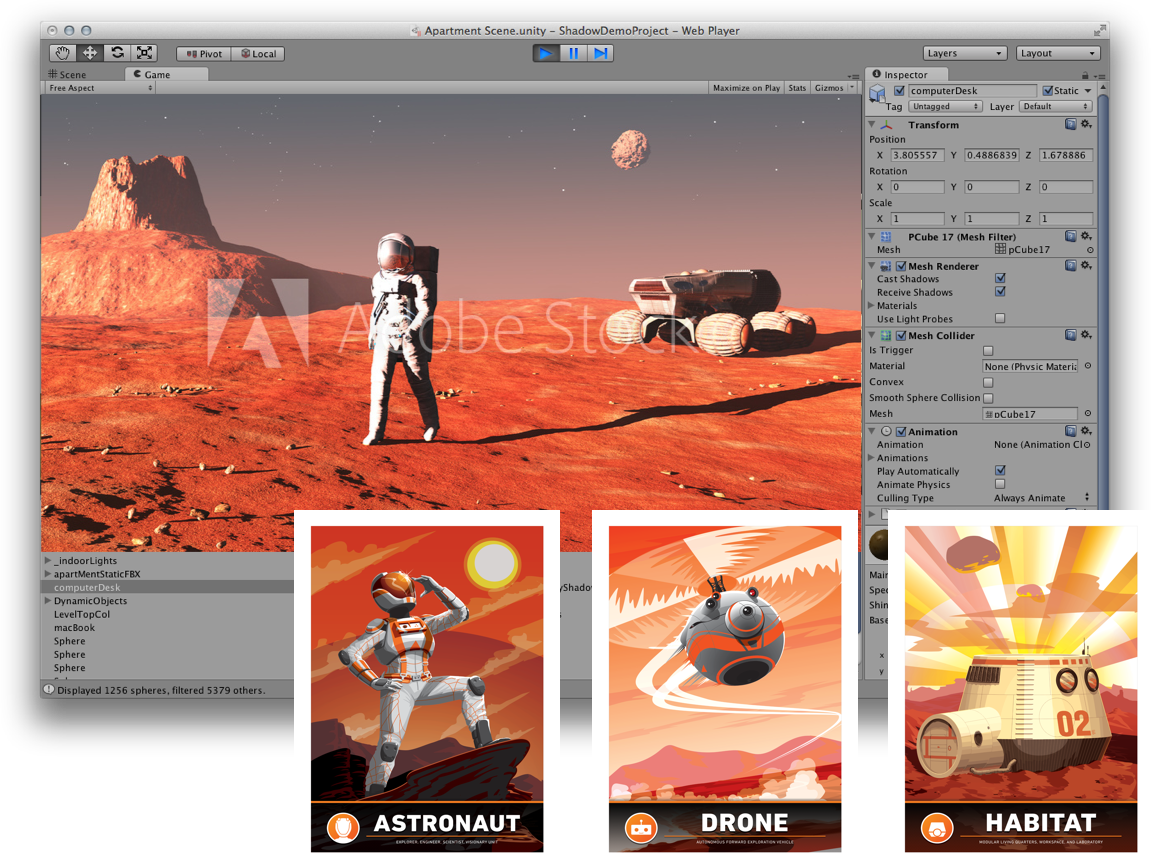 Apartment Scene.unity - ShadowDemoProject - Web Player
Pivot Local Layers Layout
Scene Game
Free Aspect Maximize on Play Stats Gizmos
Adobe Stock
Inspector
computerDesk Static
Tag Untagged Layer Default
Transform
Position
X 3.805557 Y 0.4886839 Z 1.678886
Rotation
X 0 Y 0 Z 0
Scale
X 1 Y 1 Z 1
PCube 17 (Mesh Filter)
Mesh pCube17
Mesh Renderer
Cast Shadows
Receive Shadows
Materials
Use Light Probes
Mesh Collider
Is Trigger
Material None (Physic Materia
Convex
Smooth Sphere Collision
Mesh pCube17
Animation
Animation None (Animation Cl
Animations
Play Automatically
Animate Physics
Culling Type Always Animate
Main
Spec
Shin
Base
x
y
_indoorLights
apartMentStaticFBX
computerDesk
DynamicObjects
LevelTopCol
macBook
Sphere
Sphere
Sphere
yShado
Displayed 1256 spheres, filtered 5379 others.
ASTRONAUT
EXPLORER, ENGINEER, SCIENTIST, VISIONARY UNIT
DRONE
AUTONOMOUS FORWARD EXPLORATION VEHICLE
02
HABITAT
MODULAR LIVING QUARTERS, WORKSPACE, AND LABORATORY